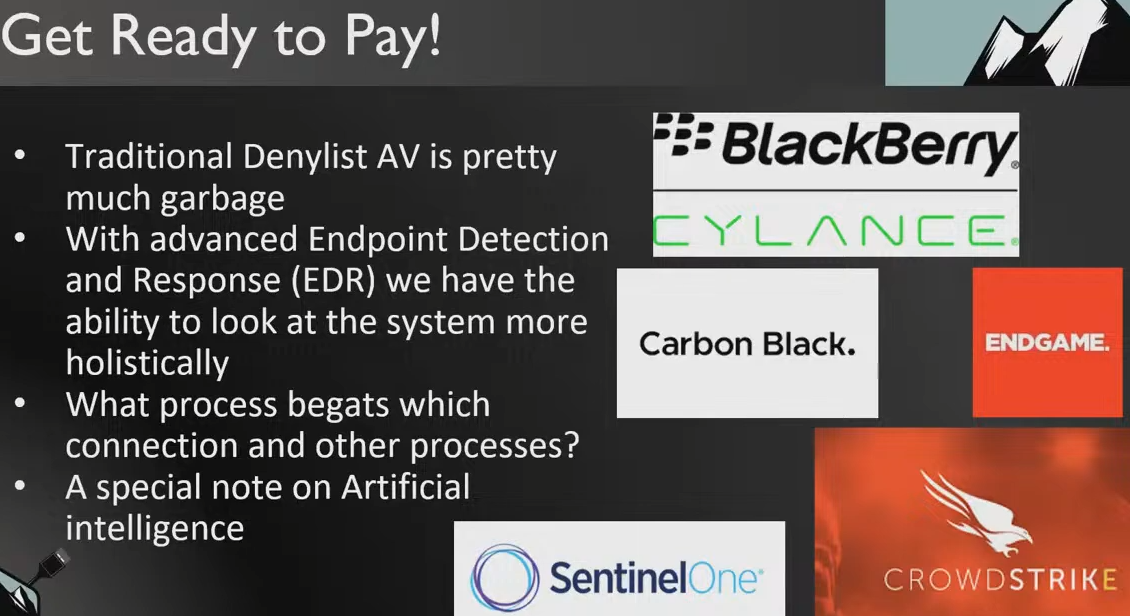 Get Ready to Pay!
• Traditional Denylist AV is pretty
much garbage
• With advanced Endpoint Detection
and Response (EDR) we have the
ability to look at the system more
holistically
• What process begats which
connection and other processes?
• A special note on Artificial
intelligence
BlackBerry®
CYLANCE®
Carbon Black.
ENDGAME.
CROWDSTRIKE
SentinelOne®